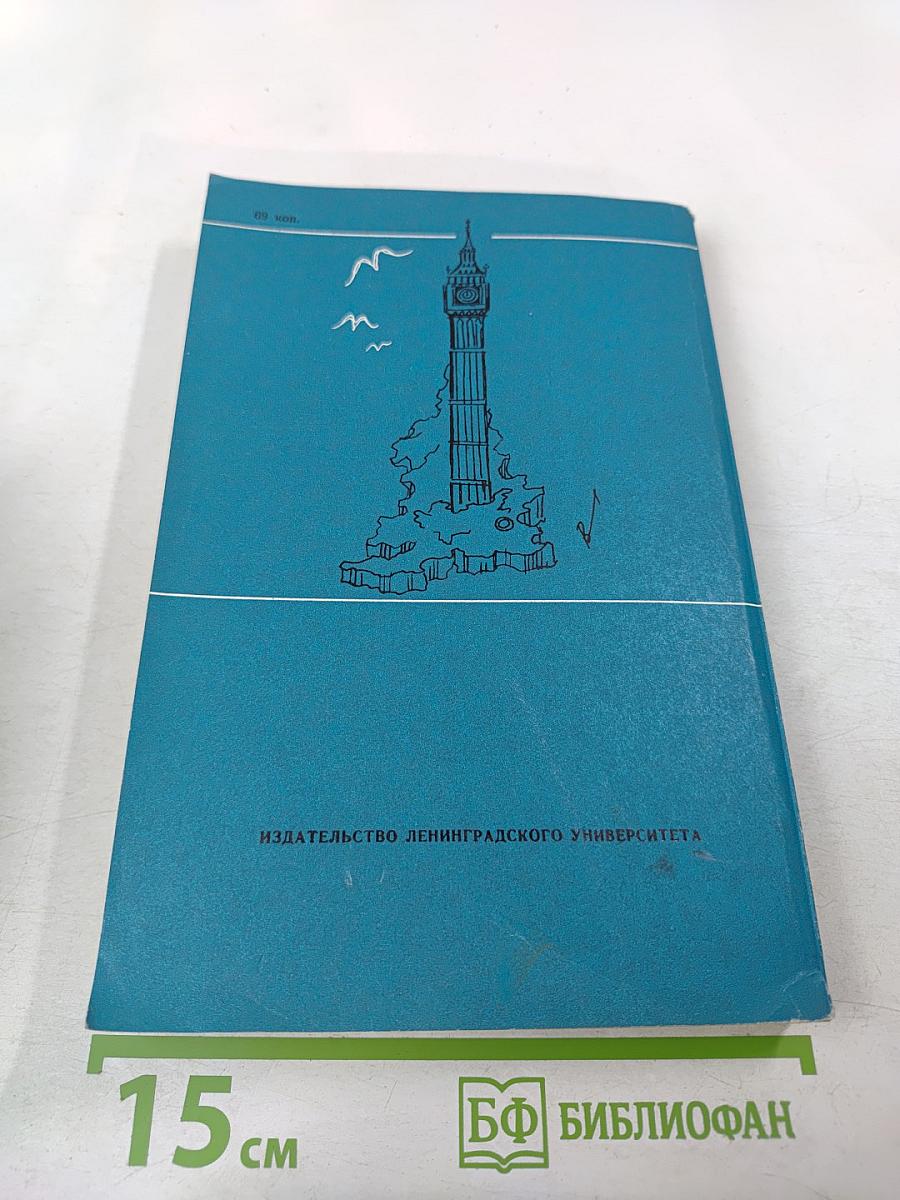 69 коп.
ИЗДАТЕЛЬСТВО ЛЕНИНГРАДСКОГО УНИВЕРСИТЕТА
15 см
БФ БИБЛИОФАН